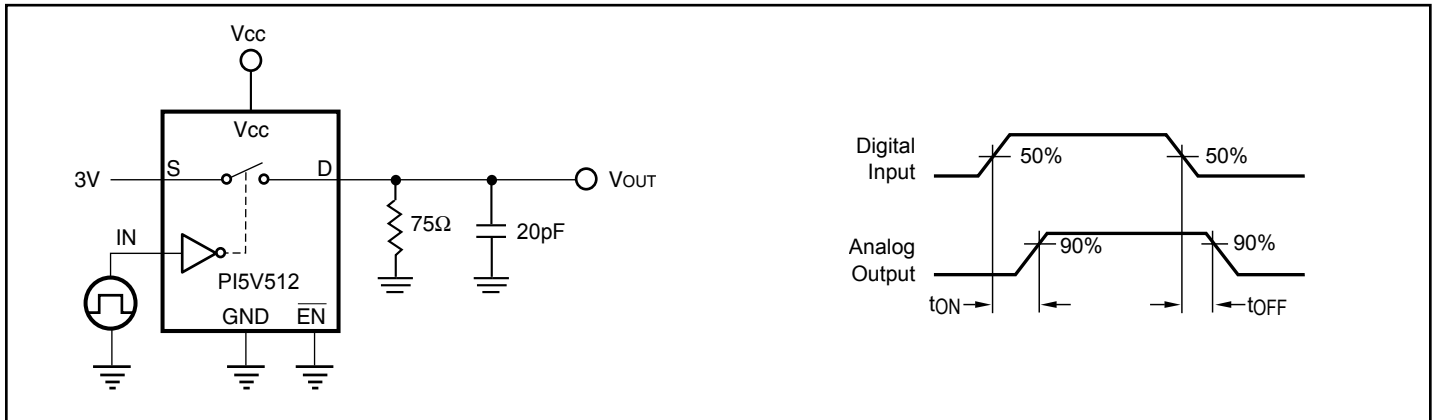 Vcc
Vcc
3V
S
D
VOUT
75Ω
20pF
IN
PI5V512
GND
EN
Digital
Input
50%
50%
Analog
Output
90%
90%
tON
tOFF